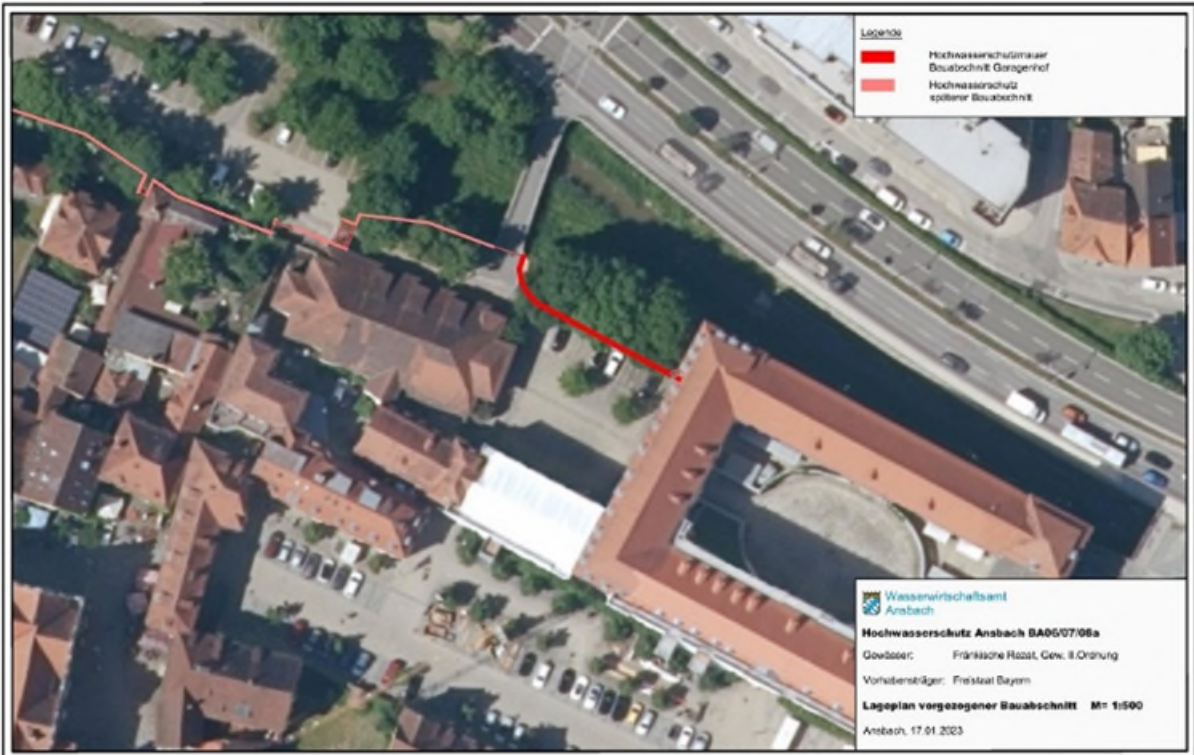 Legende
Hochwasserschutzmauer
Bauabschnitt Garagenhof
Hochwasserschutz
späterer Bauabschnitt
Wasserwirtschaftsamt
Ansbach
Hochwasserschutz Ansbach BA06/07/08a
Gewässer: Fränkische Rezat, Gew. II.Ordnung
Vorhabensträger: Freistaat Bayern
Lageplan vorgezogener Bauabschnitt M= 1:500
Ansbach, 17.01.2023